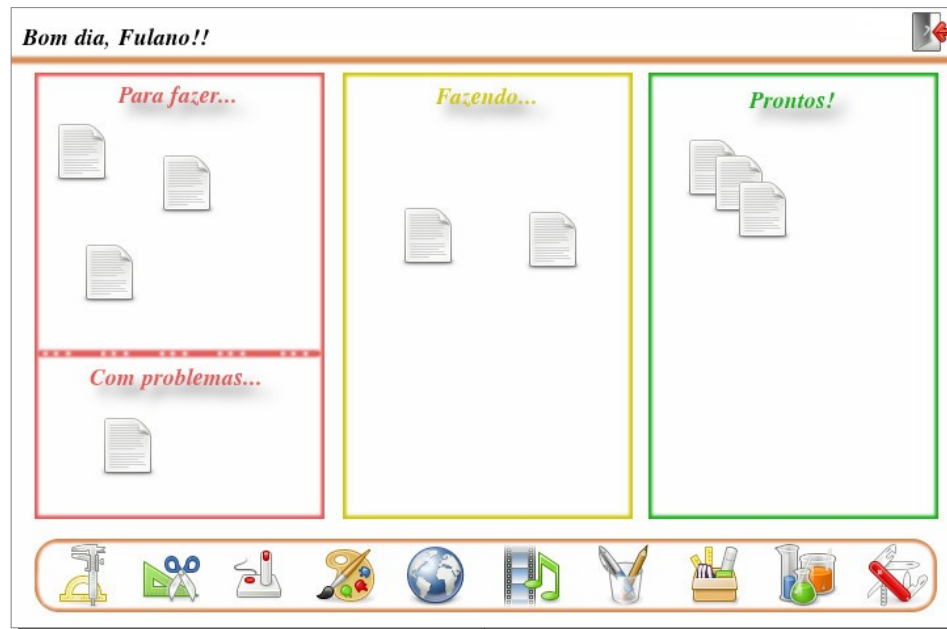 Bom dia, Fulano!!
Para fazer...
Fazendo...
Prontos!
Com problemas...